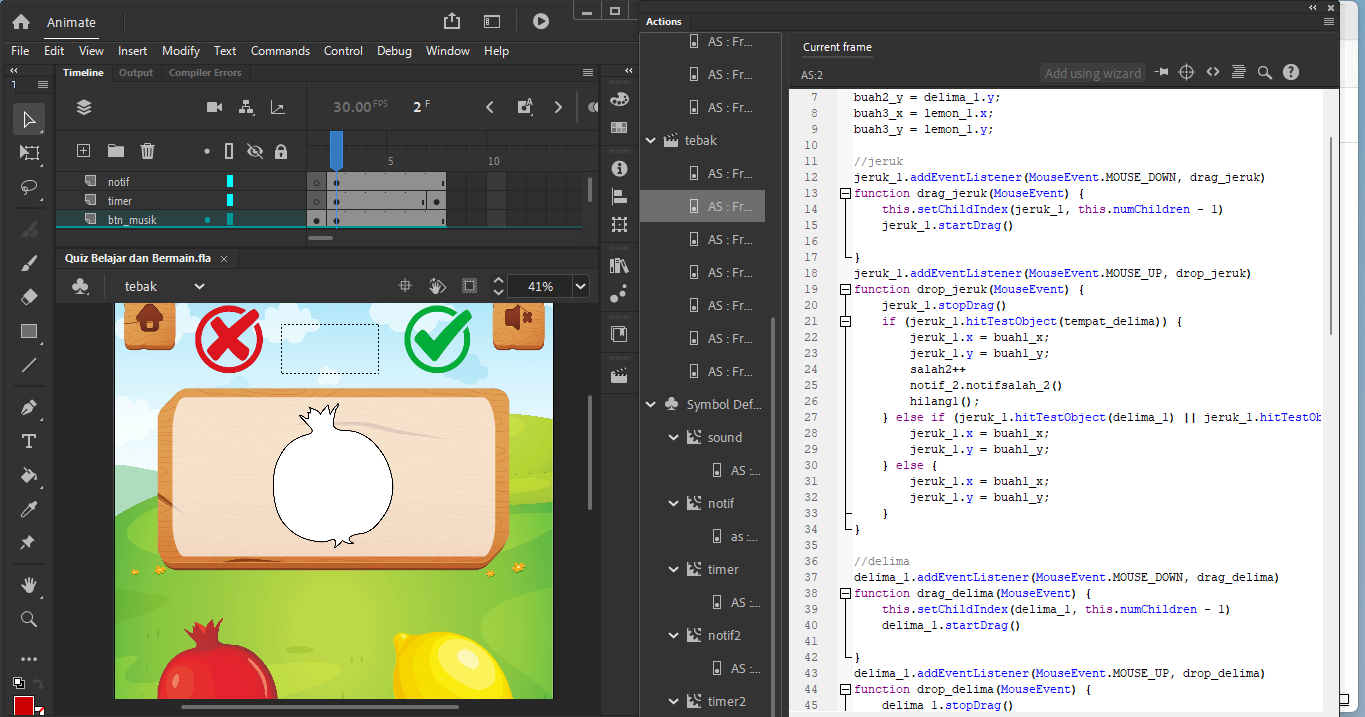 Animate
File Edit View Insert Modify Text Commands Control Debug Window Help
Timeline Output Compiler Errors
30.00 FPS 2 F
5 10
notif
timer
btn_musik
Quiz Belajar dan Bermain.fla
tebak 41%
Actions
AS : Fr...
AS : Fr...
AS : Fr...
tebak
AS : Fr...
AS : Fr...
AS : Fr...
AS : Fr...
AS : Fr...
AS : Fr...
AS : Fr...
Symbol Def...
sound
AS :...
notif
as :...
timer
AS :...
notif2
AS :...
timer2
Current frame
AS:2 Add using wizard
7 buah2_y = delima_1.y;
8 buah3_x = lemon_1.x;
9 buah3_y = lemon_1.y;
10
11 //jeruk
12 jeruk_1.addEventListener(MouseEvent.MOUSE_DOWN, drag_jeruk)
13 function drag_jeruk(MouseEvent) {
14 this.setChildIndex(jeruk_1, this.numChildren - 1)
15 jeruk_1.startDrag()
16
17 }
18 jeruk_1.addEventListener(MouseEvent.MOUSE_UP, drop_jeruk)
19 function drop_jeruk(MouseEvent) {
20 jeruk_1.stopDrag()
21 if (jeruk_1.hitTestObject(tempat_delima)) {
22 jeruk_1.x = buah1_x;
23 jeruk_1.y = buah1_y;
24 salah2++
25 notif_2.notifsalah_2()
26 hilang1();
27 } else if (jeruk_1.hitTestObject(delima_1) || jeruk_1.hitTestOb
28 jeruk_1.x = buah1_x;
29 jeruk_1.y = buah1_y;
30 } else {
31 jeruk_1.x = buah1_x;
32 jeruk_1.y = buah1_y;
33 }
34 }
35
36 //delima
37 delima_1.addEventListener(MouseEvent.MOUSE_DOWN, drag_delima)
38 function drag_delima(MouseEvent) {
39 this.setChildIndex(delima_1, this.numChildren - 1)
40 delima_1.startDrag()
41
42 }
43 delima_1.addEventListener(MouseEvent.MOUSE_UP, drop_delima)
44 function drop_delima(MouseEvent) {
45 delima_1.stopDrag()